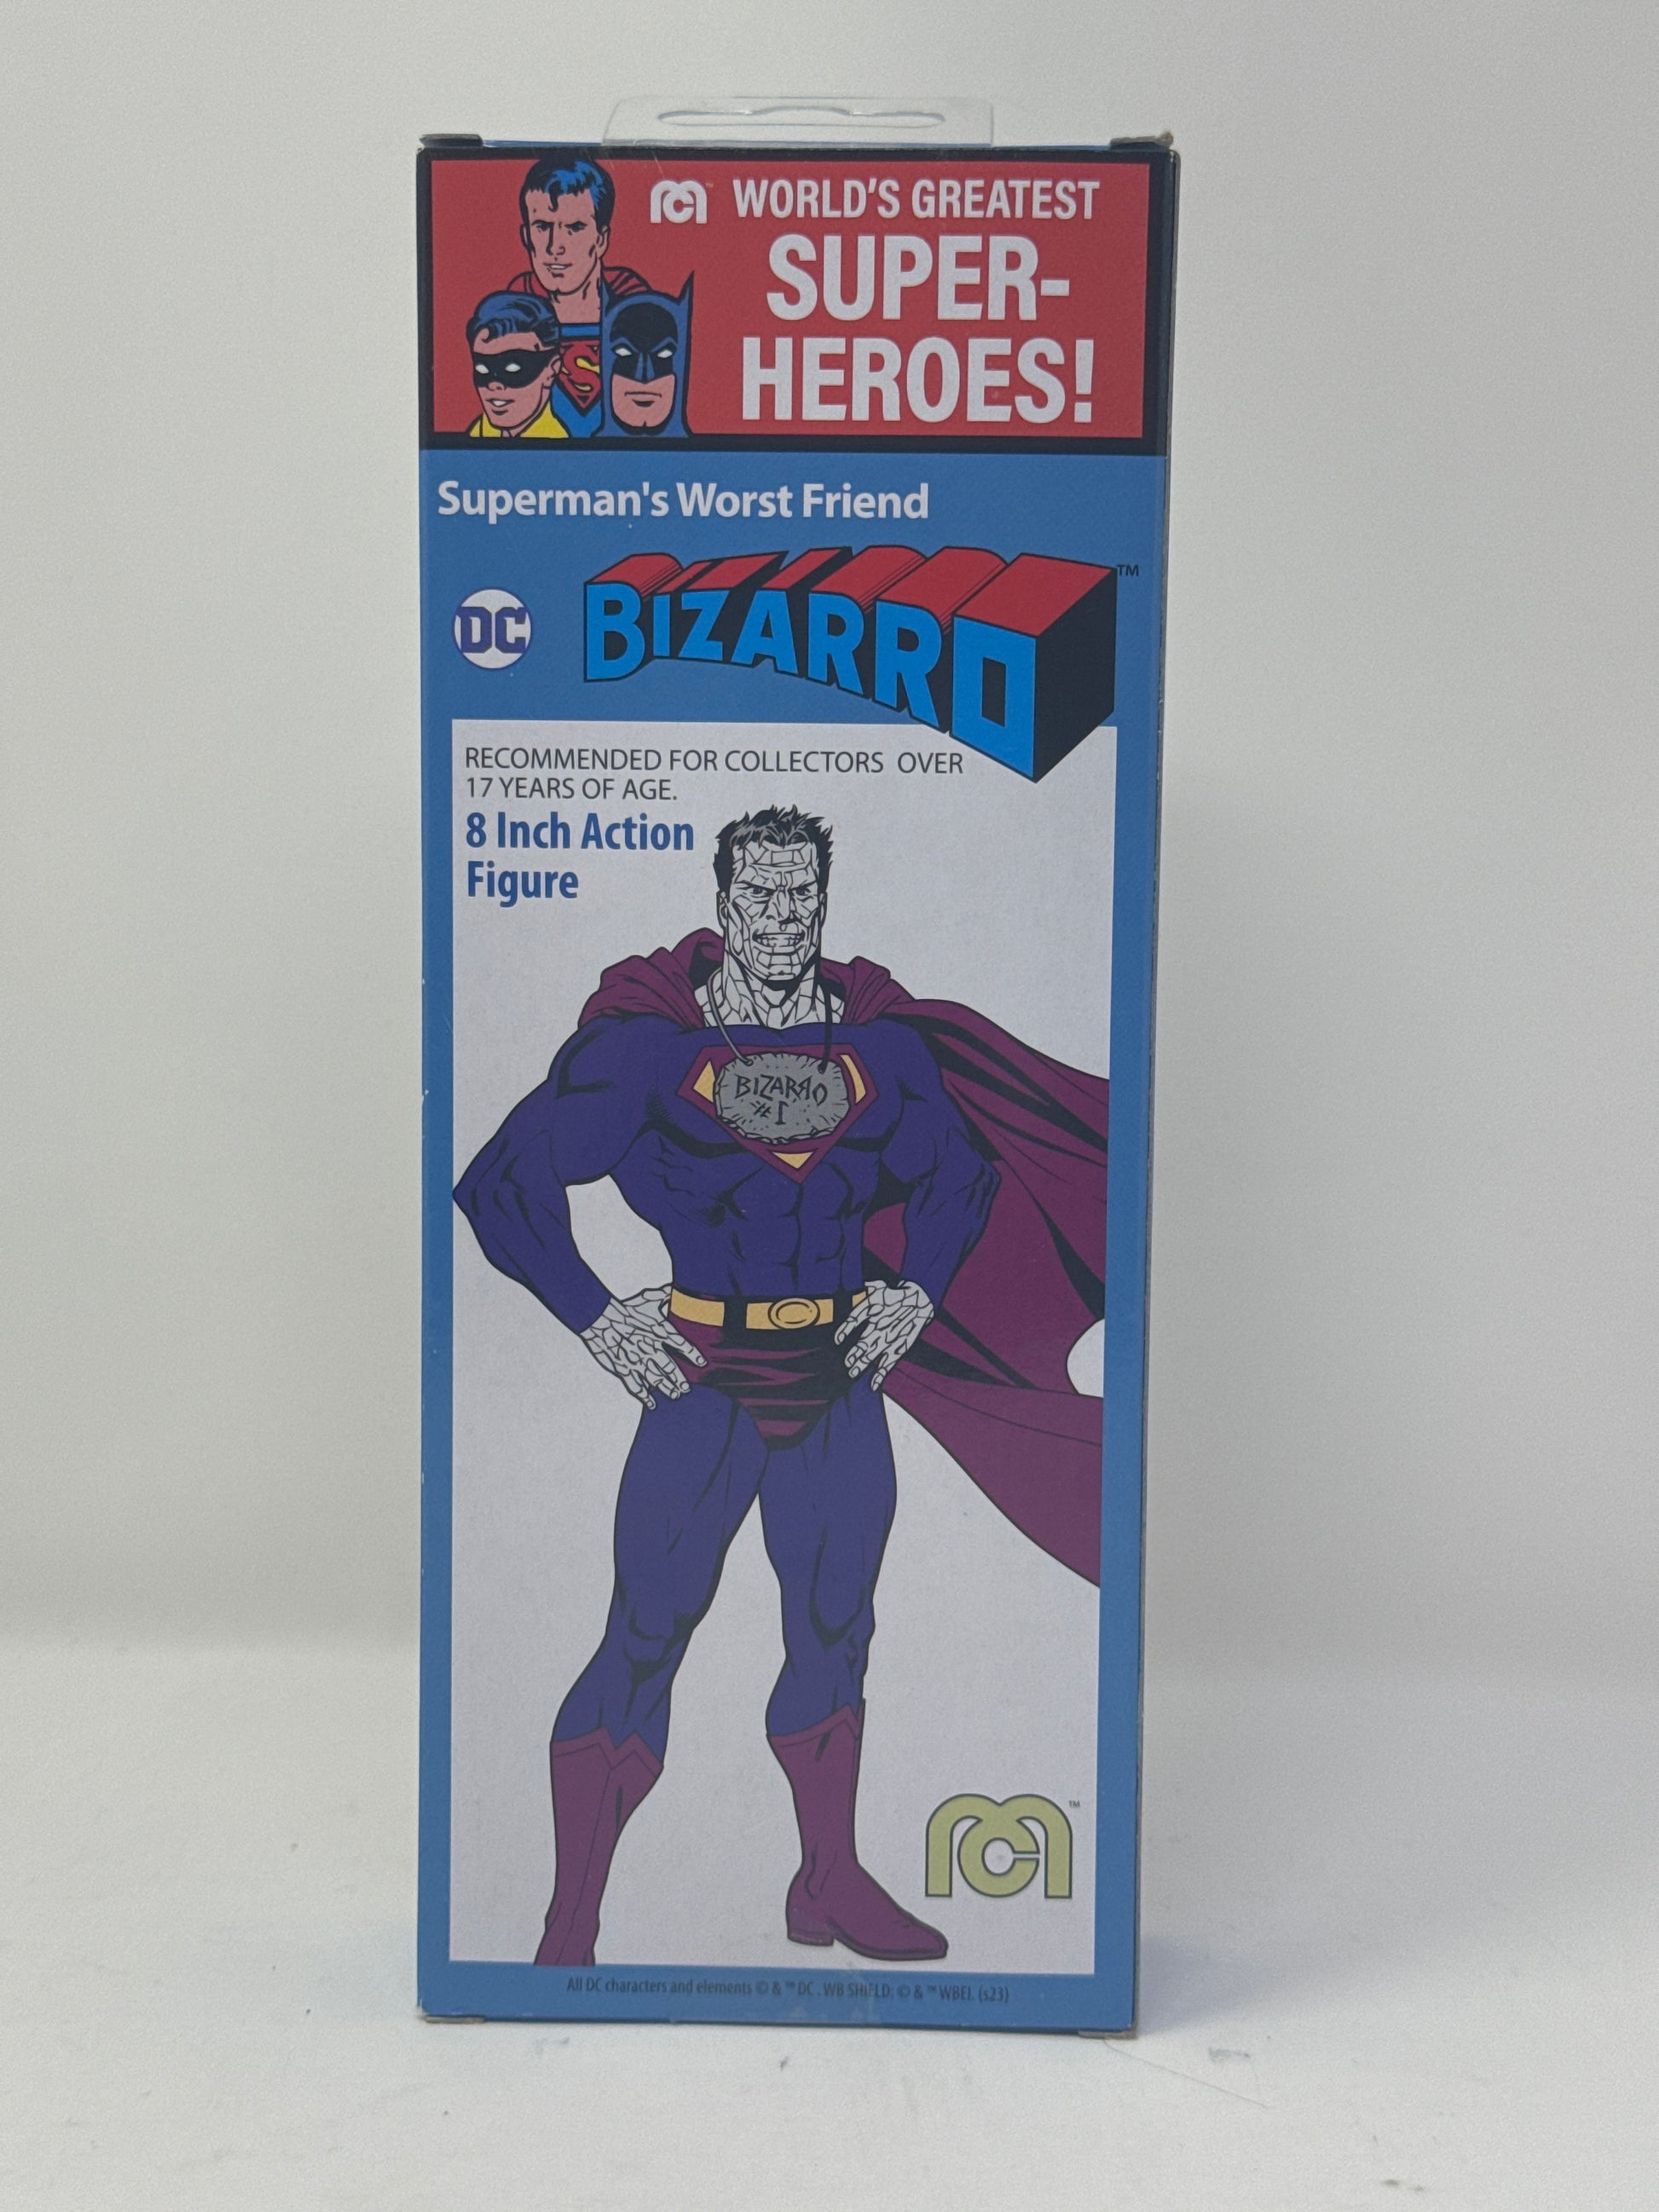 WORLD'S GREATEST
SUPER-
HEROES!
Superman's Worst Friend
DC
BIZARRO™
RECOMMENDED FOR COLLECTORS OVER
17 YEARS OF AGE.
8 Inch Action
Figure
BIZARRO
#1
All DC characters and elements © & ™ DC . WB SHIELD: © & ™ WBEI. (s23)